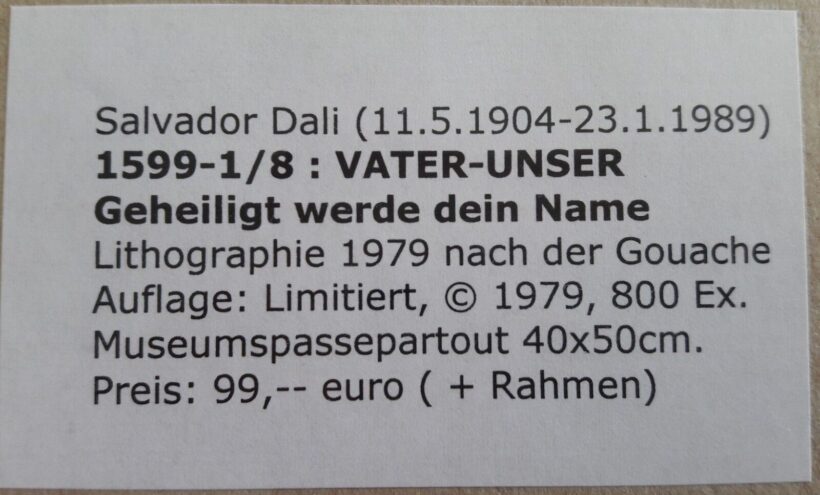 Salvador Dali (11.5.1904-23.1.1989)
1599-1/8 : VATER-UNSER
Geheiligt werde dein Name
Lithographie 1979 nach der Gouache
Auflage: Limitiert, © 1979, 800 Ex.
Museumspassepartout 40x50cm.
Preis: 99,-- euro ( + Rahmen)